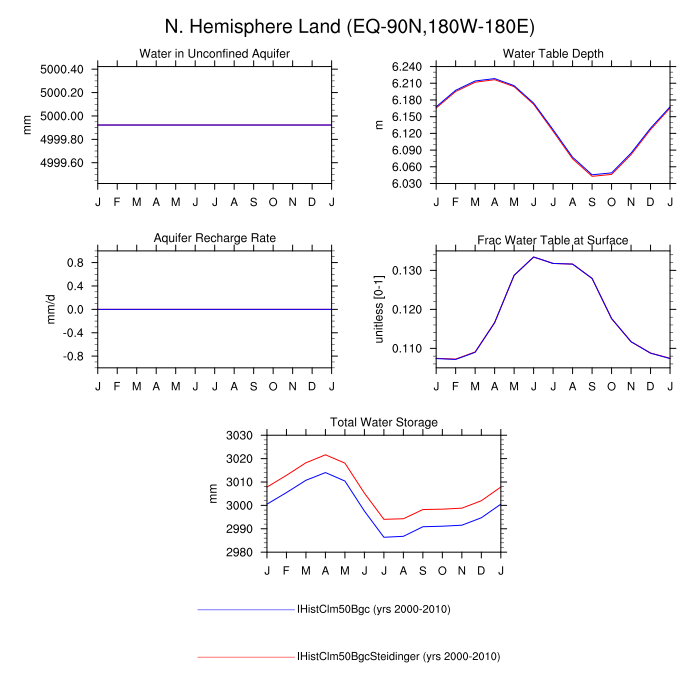 N. Hemisphere Land (EQ-90N,180W-180E)
Water in Unconfined Aquifer
5000.40
5000.20
5000.00
4999.80
4999.60
mm
J F M A M J J A S O N D J
Water Table Depth
6.240
6.210
6.180
6.150
6.120
6.090
6.060
6.030
m
J F M A M J J A S O N D J
Aquifer Recharge Rate
0.8
0.4
0.0
-0.4
-0.8
mm/d
J F M A M J J A S O N D J
Frac Water Table at Surface
0.130
0.120
0.110
unitless [0-1]
J F M A M J J A S O N D J
Total Water Storage
3030
3020
3010
3000
2990
2980
mm
J F M A M J J A S O N D J
IHistClm50Bgc (yrs 2000-2010)
IHistClm50BgcSteidinger (yrs 2000-2010)